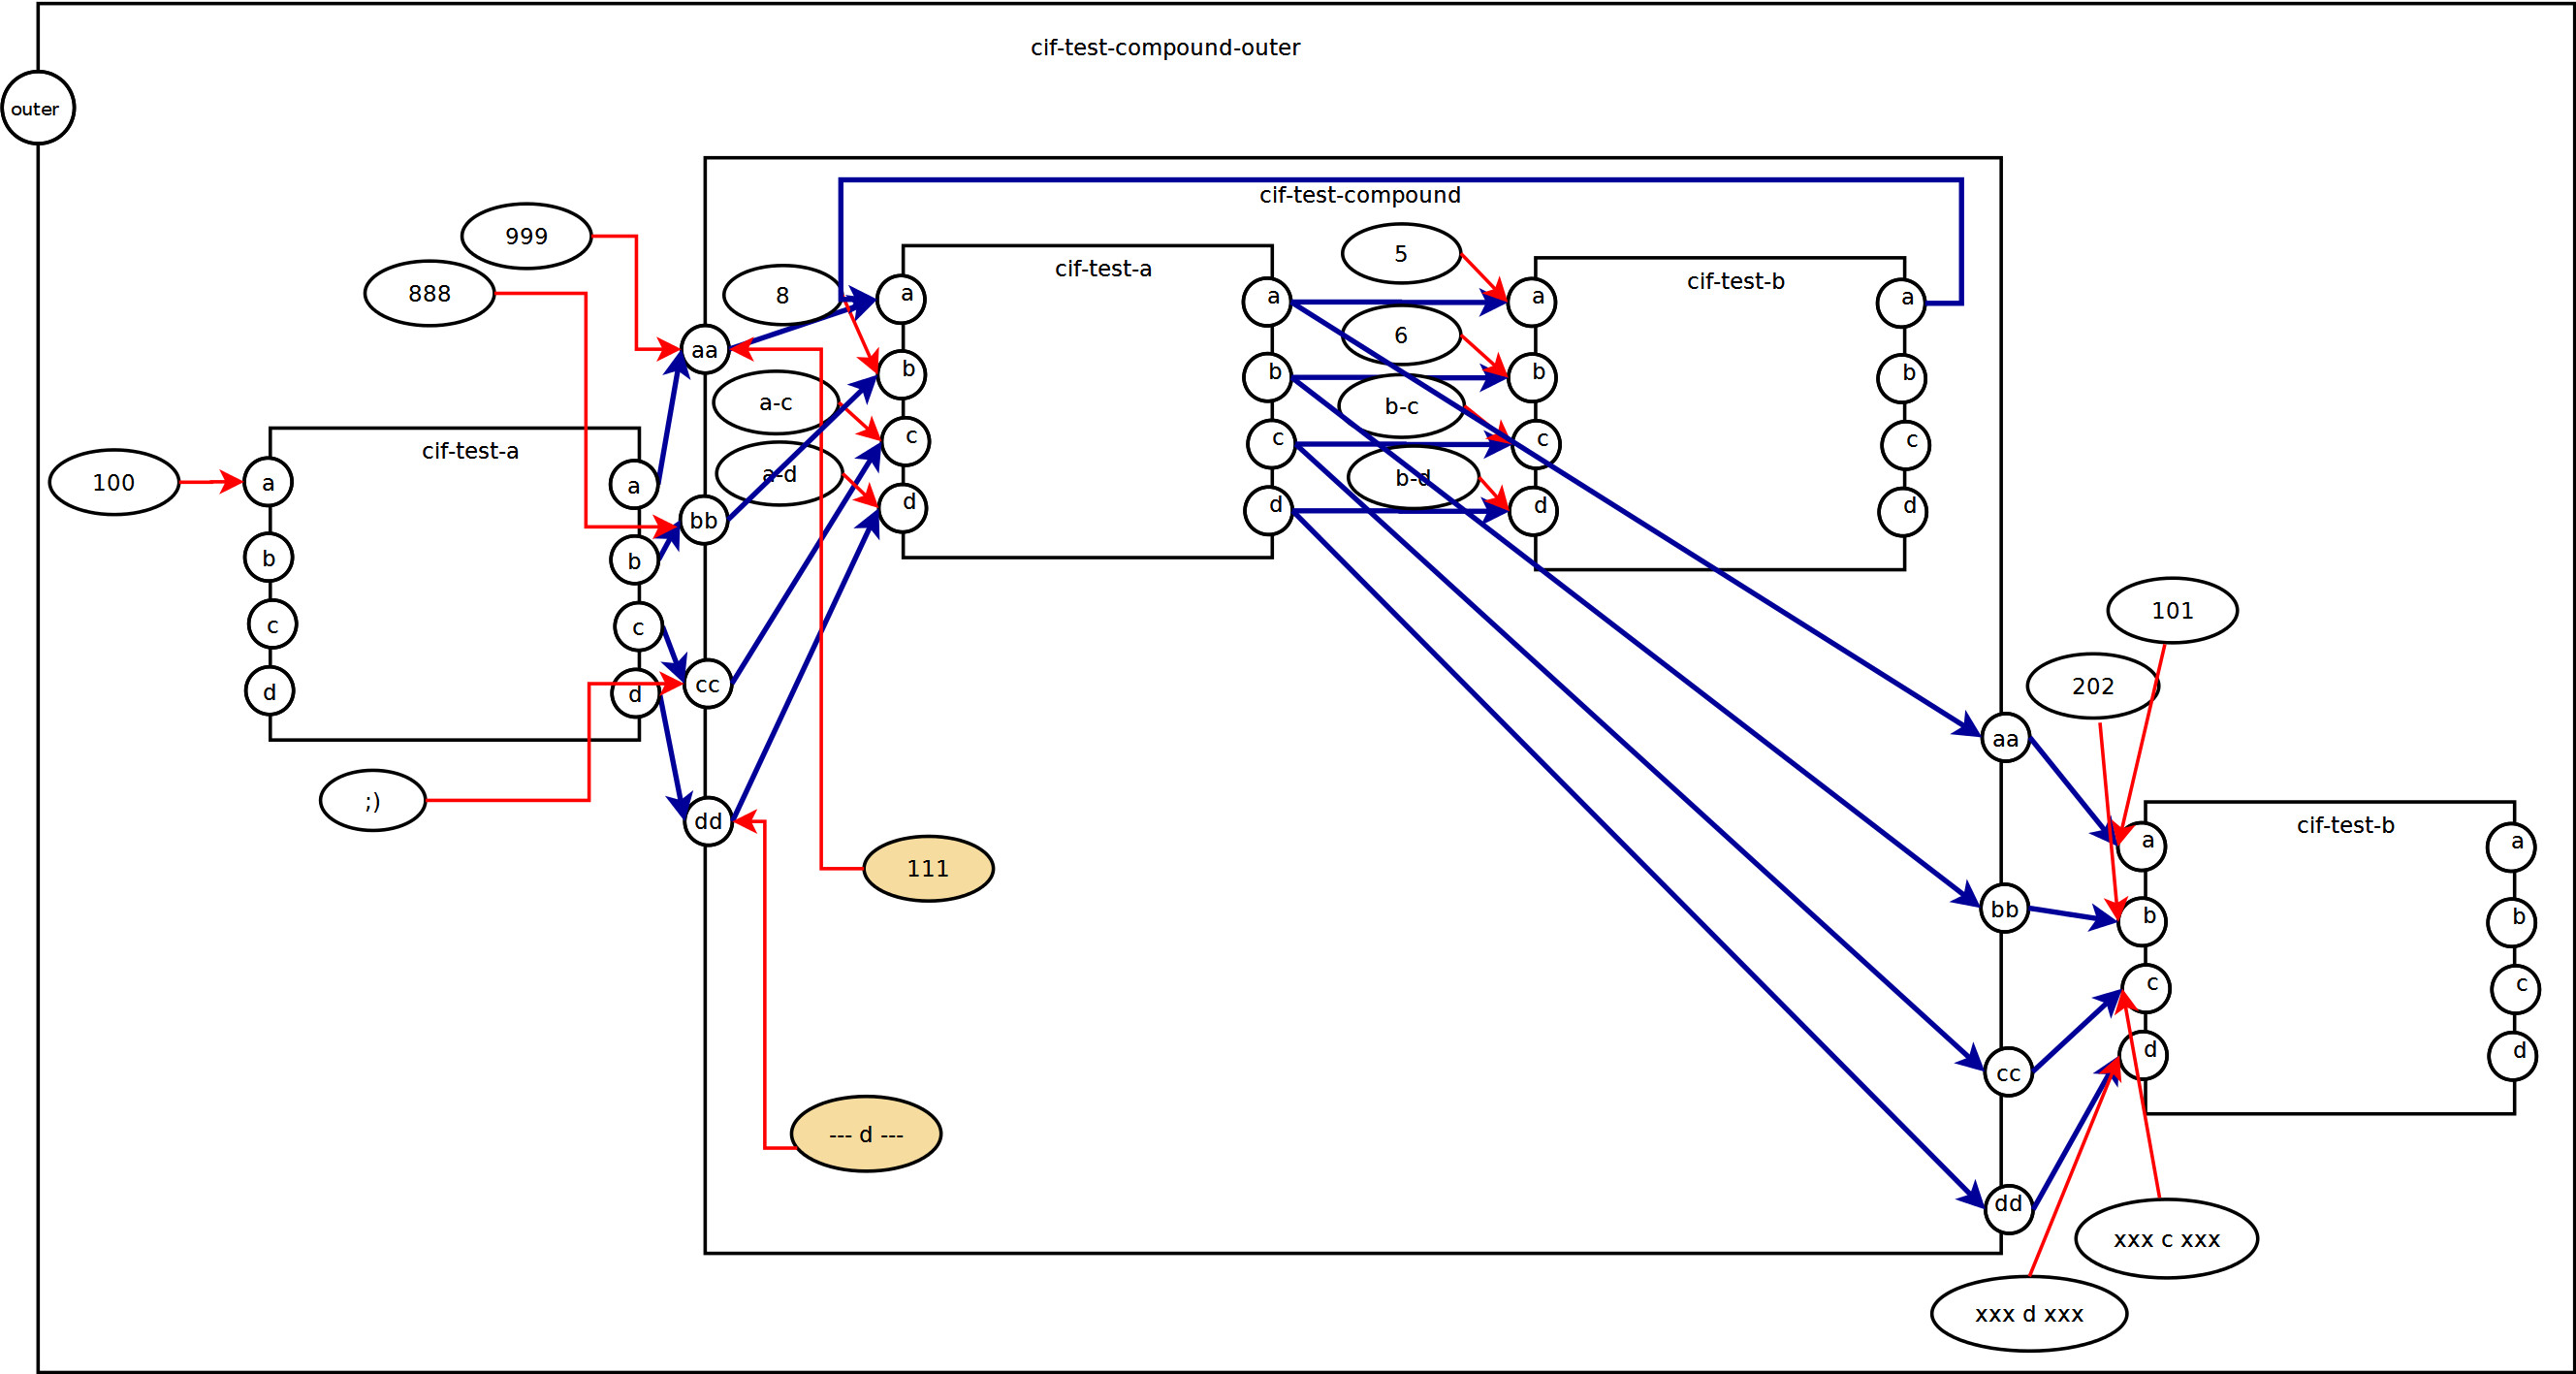 cif-test-compound-outer
outer
cif-test-compound
999
888
8
cif-test-a
5
cif-test-b
a
a
a
a
6
aa
b
b
b
b
a-c
b-c
c
c
c
c
cif-test-a
a-d
b-d
d
d
d
d
100
a
a
bb
b
b
c
c
d
d
cc
101
202
aa
;)
dd
cif-test-b
a
a
111
bb
b
b
c
c
cc
d
d
--- d ---
dd
xxx c xxx
xxx d xxx